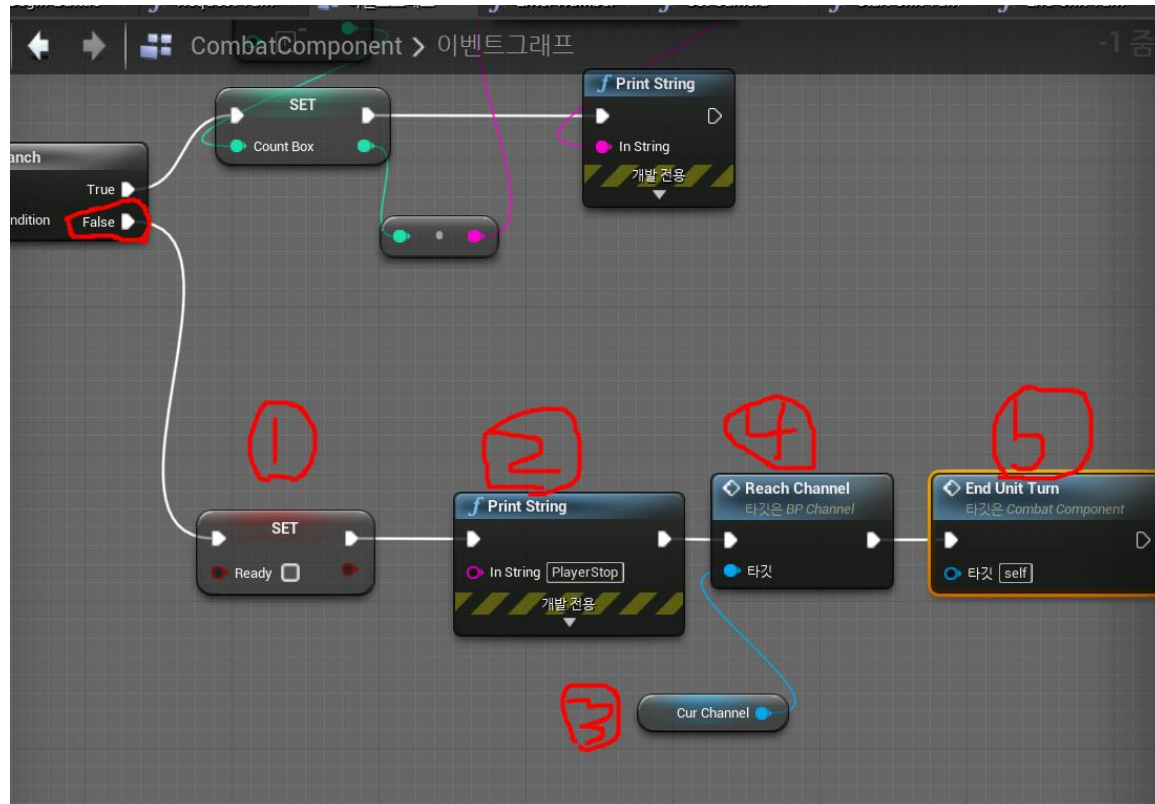 CombatComponent > 이벤트그래프
-1 줌
Print String
SET
In String
Count Box
개발 전용
anch
True
ndition
False
1
2
4
5
Reach Channel
타깃은 BP Channel
End Unit Turn
타깃은 Combat Component
Print String
SET
Ready
In String PlayerStop
타깃
타깃 self
개발 전용
3
Cur Channel